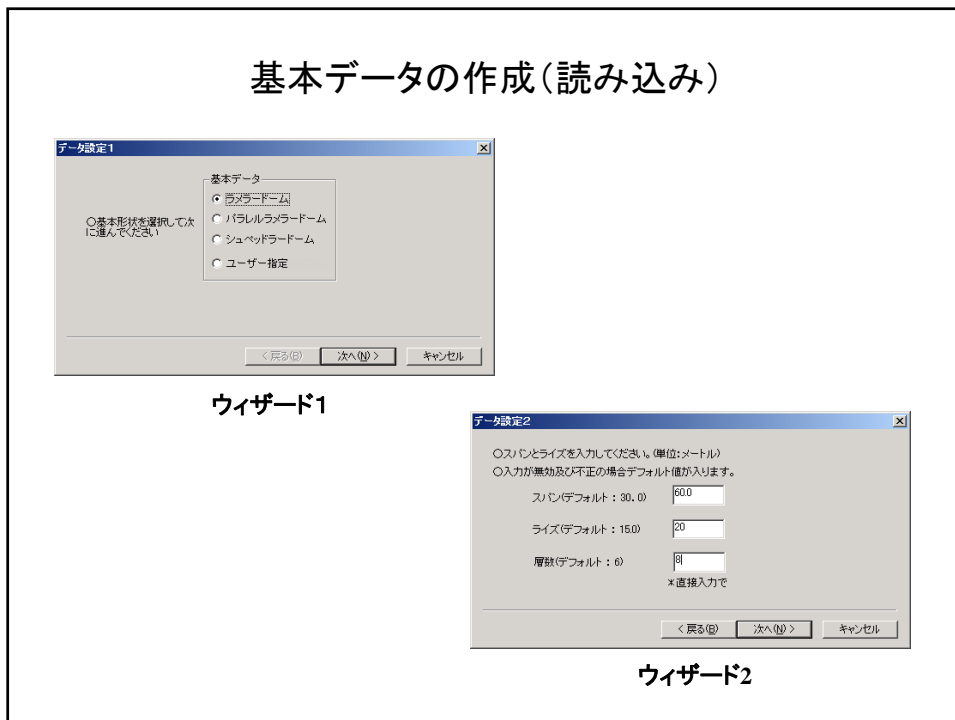 基本データの作成（読み込み）
データ設定1
基本データ
○基本形状を選択して次
に進んでください
ラメラードーム
パラレルラメラードーム
シュペッドラードーム
ユーザー指定
< 戻る(B)
次へ(N) >
キャンセル
ウィザード1
データ設定2
○スパンとライズを入力してください。(単位:メートル)
○入力が無効及び不正の場合デフォルト値が入ります。
スパン(デフォルト : 30. 0) 60.0
ライズ(デフォルト : 15.0) 20
層数(デフォルト : 6) 8
*直接入力で
< 戻る(B)
次へ(N) >
キャンセル
ウィザード2